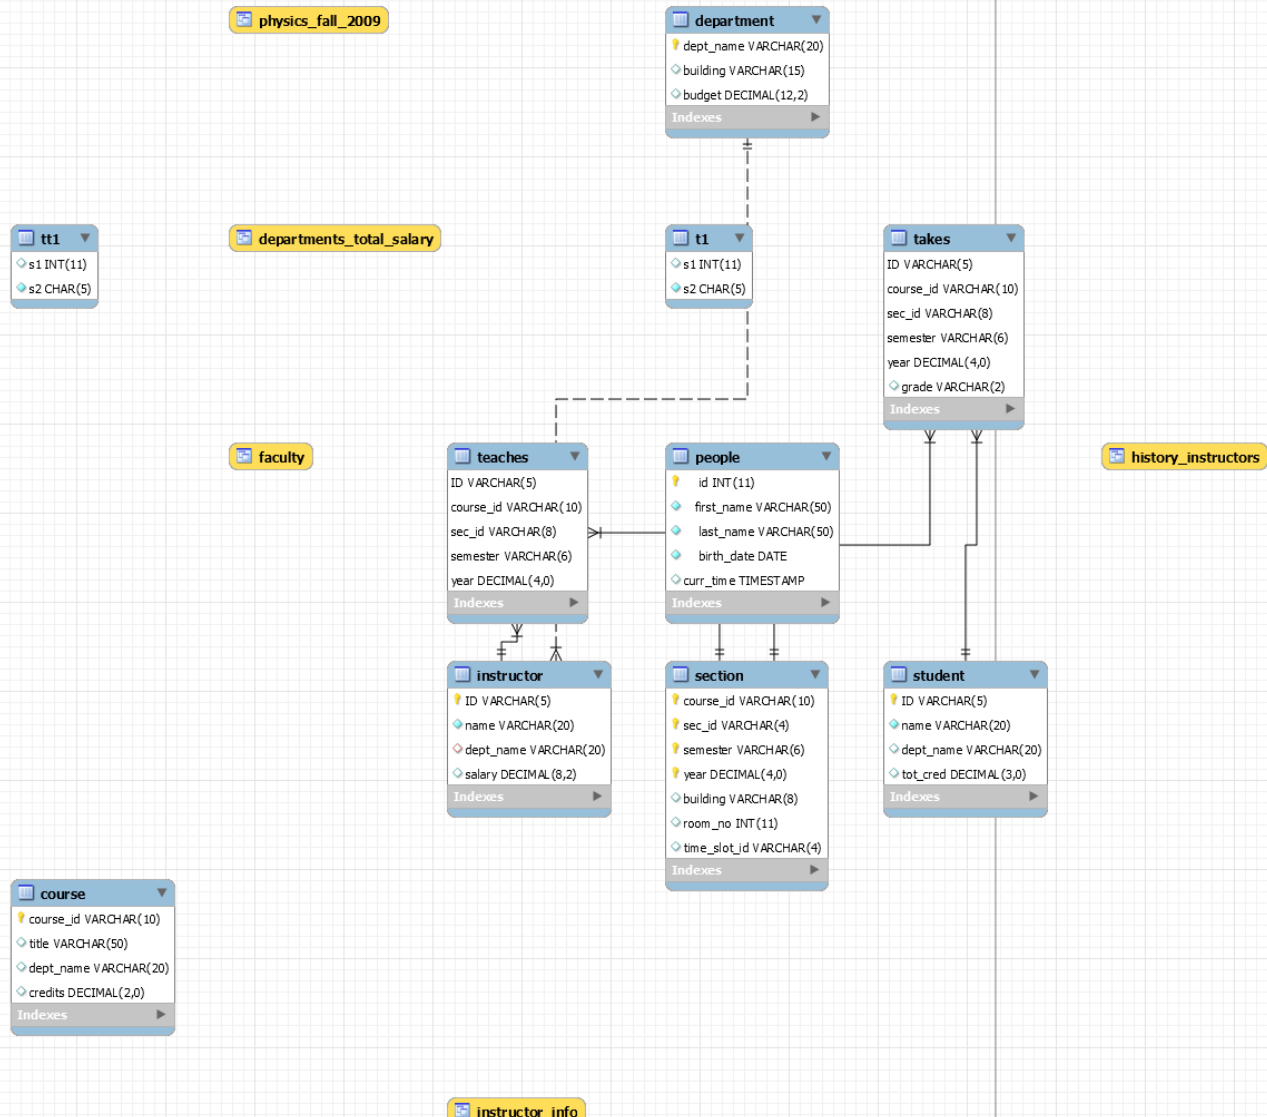 physics_fall_2009
department
dept_name VARCHAR(20)
building VARCHAR(15)
budget DECIMAL(12,2)
Indexes
tt1
s1 INT(11)
s2 CHAR(5)
departments_total_salary
t1
s1 INT(11)
s2 CHAR(5)
takes
ID VARCHAR(5)
course_id VARCHAR(10)
sec_id VARCHAR(8)
semester VARCHAR(6)
year DECIMAL(4,0)
grade VARCHAR(2)
Indexes
faculty
teaches
ID VARCHAR(5)
course_id VARCHAR(10)
sec_id VARCHAR(8)
semester VARCHAR(6)
year DECIMAL(4,0)
Indexes
people
id INT(11)
first_name VARCHAR(50)
last_name VARCHAR(50)
birth_date DATE
curr_time TIMESTAMP
Indexes
history_instructors
instructor
ID VARCHAR(5)
name VARCHAR(20)
dept_name VARCHAR(20)
salary DECIMAL(8,2)
Indexes
section
course_id VARCHAR(10)
sec_id VARCHAR(4)
semester VARCHAR(6)
year DECIMAL(4,0)
building VARCHAR(8)
room_no INT(11)
time_slot_id VARCHAR(4)
Indexes
student
ID VARCHAR(5)
name VARCHAR(20)
dept_name VARCHAR(20)
tot_cred DECIMAL(3,0)
Indexes
course
course_id VARCHAR(10)
title VARCHAR(50)
dept_name VARCHAR(20)
credits DECIMAL(2,0)
Indexes
instructor_info